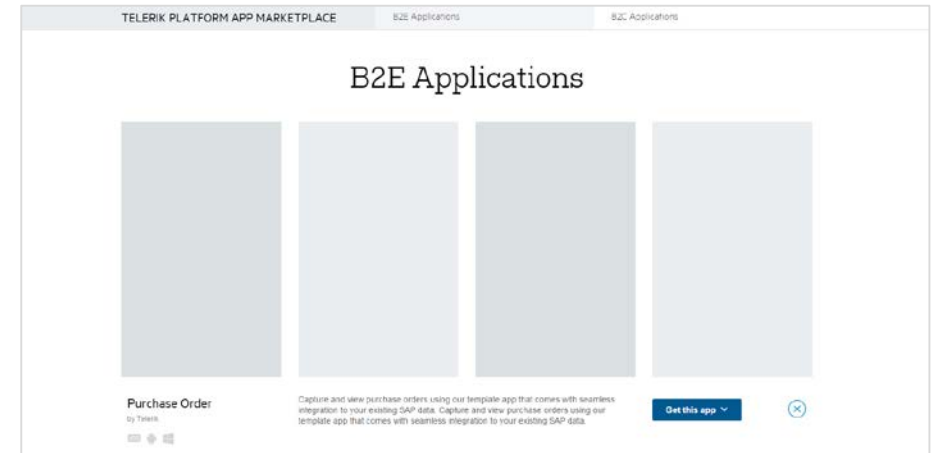 TELERIK PLATFORM APP MARKETPLACE
B2E Applications
B2C Applications
B2E Applications
Purchase Order
by Telerik
Capture and view purchase orders using our template app that comes with seamless
integration to your existing SAP data. Capture and view purchase orders using our
template app that comes with seamless integration to your existing SAP data.
Get this app